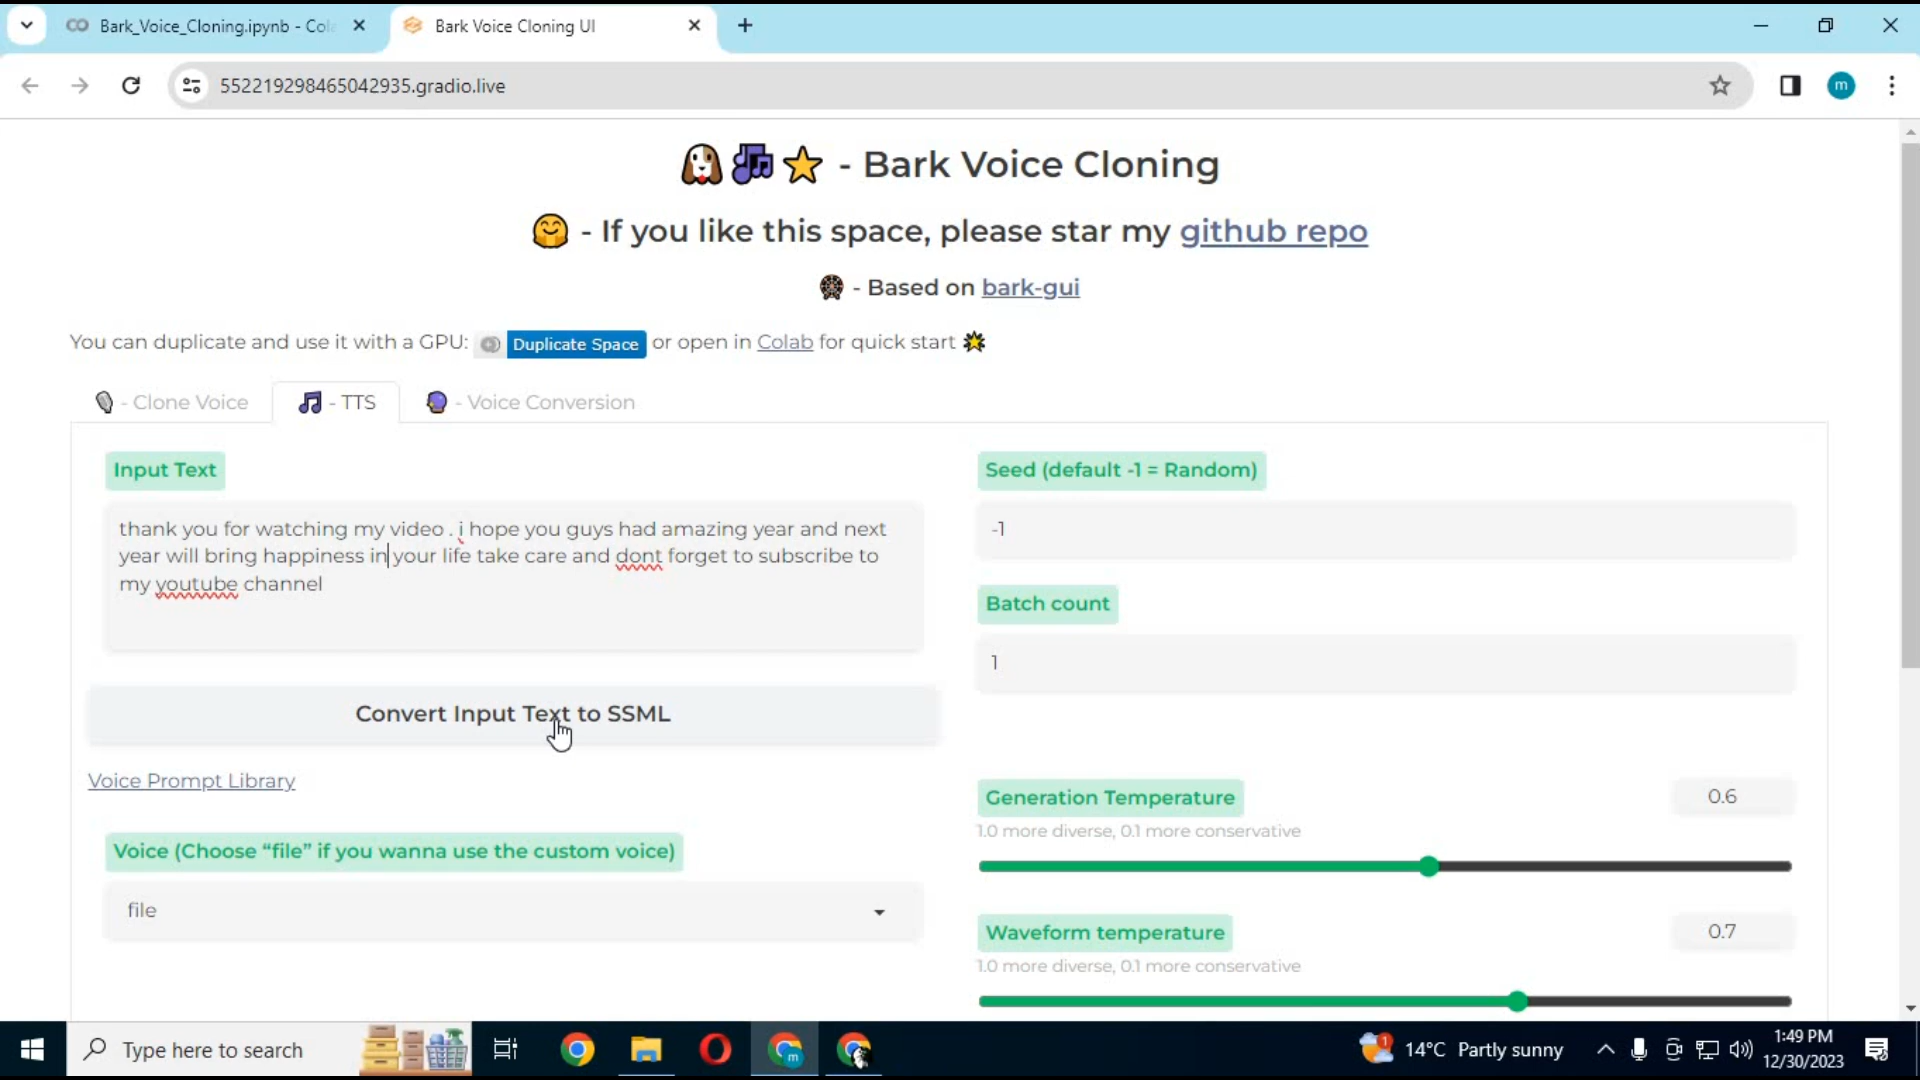 Bark_Voice_Cloning.ipynb - Cola
Bark Voice Cloning UI
552219298465042935.gradio.live
m
- Bark Voice Cloning
- If you like this space, please star my github repo
- Based on bark-gui
You can duplicate and use it with a GPU: Duplicate Space or open in Colab for quick start
- Clone Voice
- TTS
- Voice Conversion
Input Text
thank you for watching my video . i hope you guys had amazing year and next
year will bring happiness in your life take care and dont forget to subscribe to
my youtube channel
Convert Input Text to SSML
Voice Prompt Library
Voice (Choose “file” if you wanna use the custom voice)
file
Seed (default -1 = Random)
-1
Batch count
1
Generation Temperature
0.6
1.0 more diverse, 0.1 more conservative
Waveform temperature
0.7
1.0 more diverse, 0.1 more conservative
Type here to search
m
1
14°C Partly sunny
1:49 PM
12/30/2023